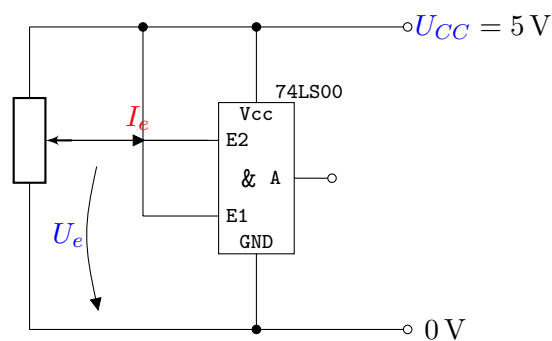 U_CC = 5 V
74LS00
Vcc
I_e
E2
& A
U_e
E1
GND
0 V